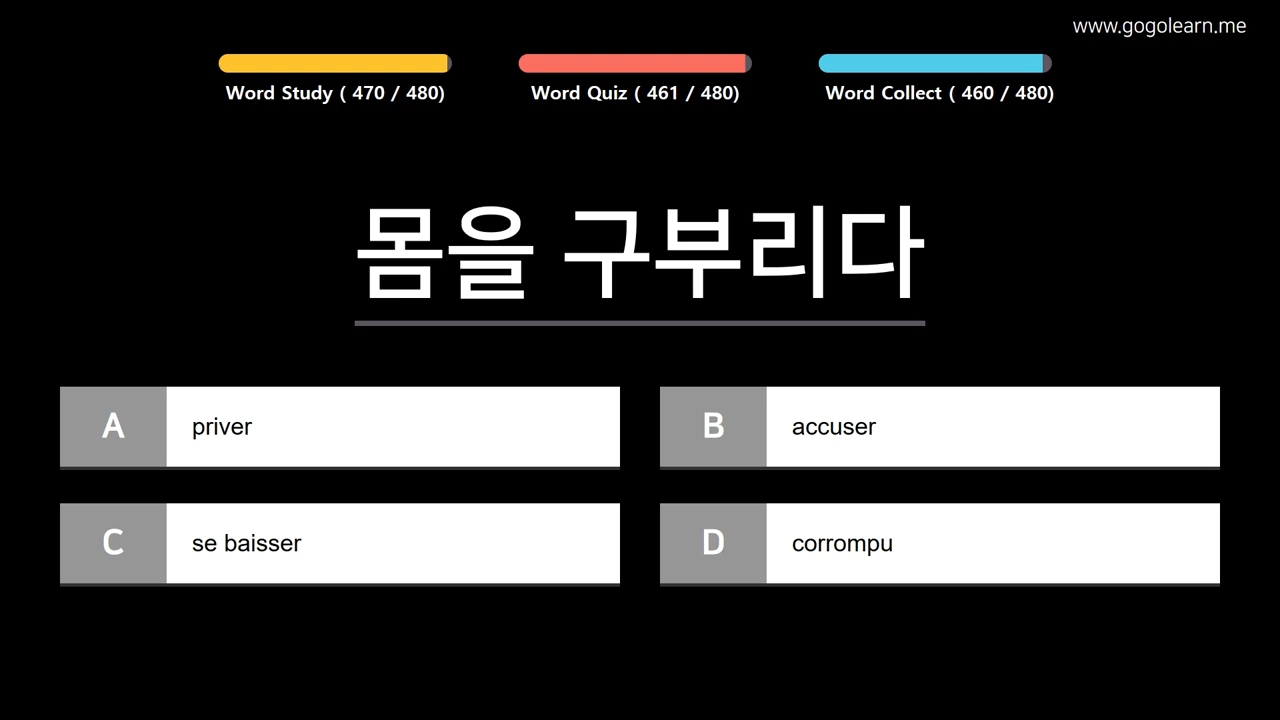 www.gogolearn.me
Word Study ( 470 / 480)
Word Quiz ( 461 / 480)
Word Collect ( 460 / 480)
몸을 구부리다
A priver
B accuser
C se baisser
D corrompu